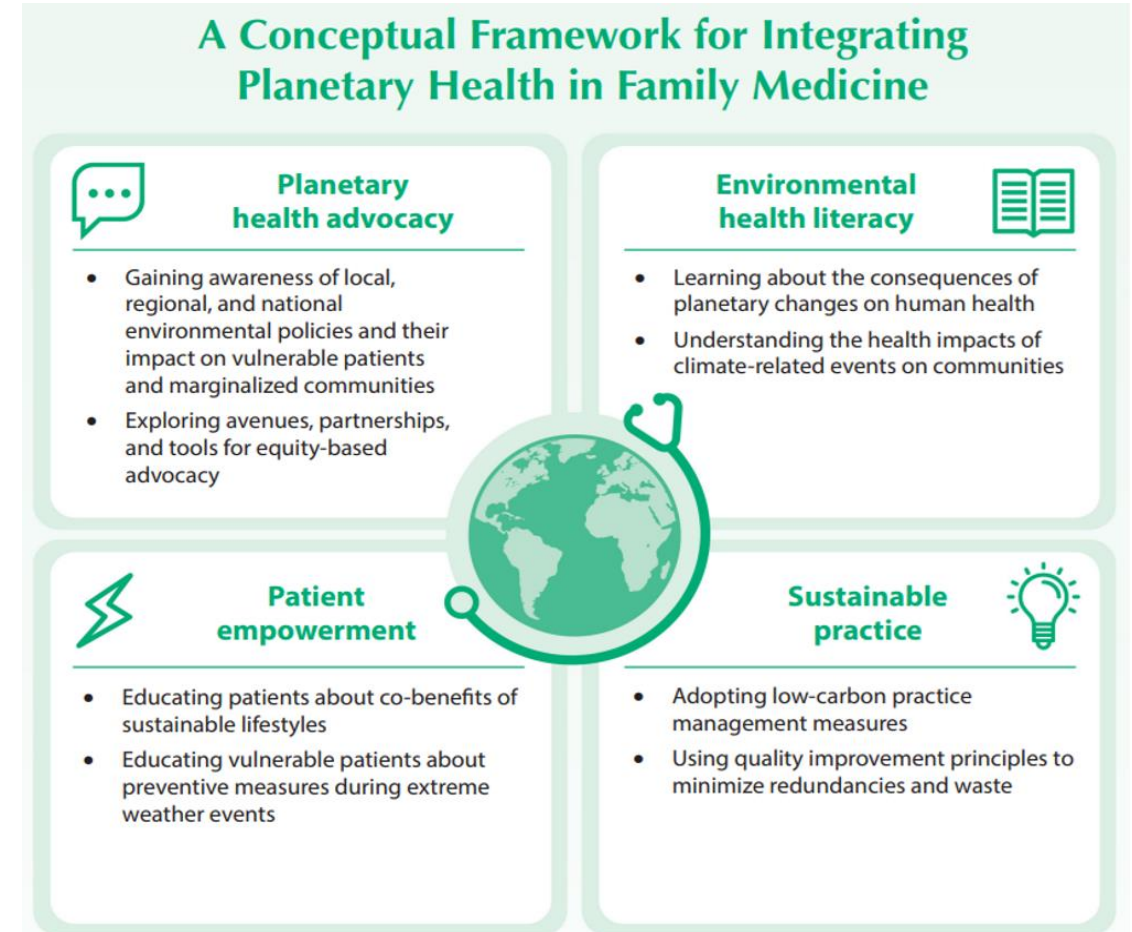 A Conceptual Framework for Integrating
Planetary Health in Family Medicine
Planetary
health advocacy
• Gaining awareness of local,
regional, and national
environmental policies and their
impact on vulnerable patients
and marginalized communities
• Exploring avenues, partnerships,
and tools for equity-based
advocacy
Environmental
health literacy
• Learning about the consequences of
planetary changes on human health
• Understanding the health impacts of
climate-related events on communities
Patient
empowerment
• Educating patients about co-benefits of
sustainable lifestyles
• Educating vulnerable patients about
preventive measures during extreme
weather events
Sustainable
practice
• Adopting low-carbon practice
management measures
• Using quality improvement principles to
minimize redundancies and waste